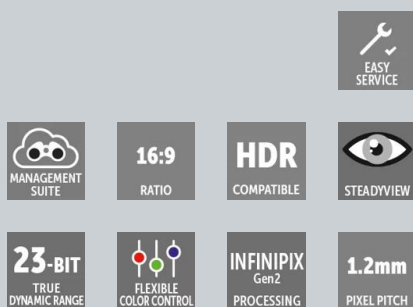 EASY
SERVICE
MANAGEMENT
SUITE
16:9
RATIO
HDR
COMPATIBLE
STEADYVIEW
23-BIT
TRUE
DYNAMIC RANGE
FLEXIBLE
COLOR CONTROL
INFINIPIX
Gen2
PROCESSING
1.2mm
PIXEL PITCH